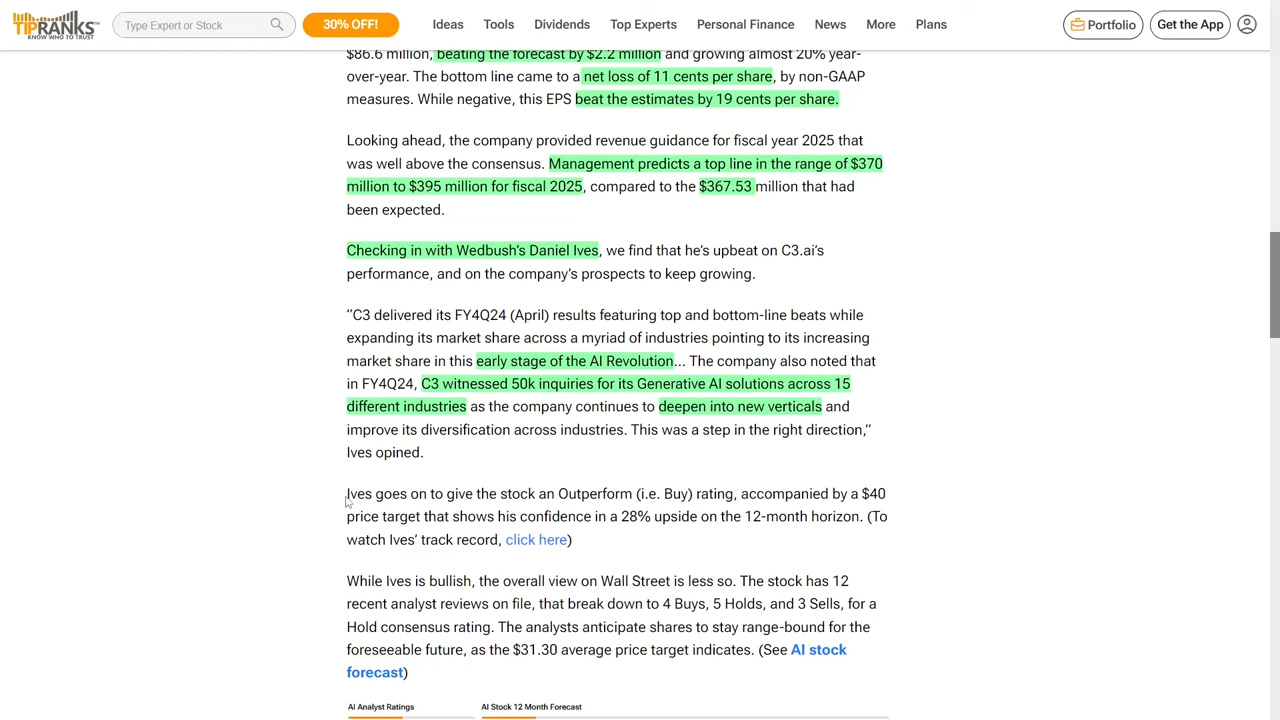 TIPRANKS
KNOW WHO TO TRUST
Type Expert or Stock
30% OFF!
Ideas
Tools
Dividends
Top Experts
Personal Finance
News
More
Plans
Portfolio
Get the App
$86.6 million, beating the forecast by $2.2 million and growing almost 20% year-
over-year. The bottom line came to a net loss of 11 cents per share, by non-GAAP
measures. While negative, this EPS beat the estimates by 19 cents per share.
Looking ahead, the company provided revenue guidance for fiscal year 2025 that
was well above the consensus. Management predicts a top line in the range of $370
million to $395 million for fiscal 2025, compared to the $367.53 million that had
been expected.
Checking in with Wedbush’s Daniel Ives, we find that he’s upbeat on C3.ai’s
performance, and on the company’s prospects to keep growing.
“C3 delivered its FY4Q24 (April) results featuring top and bottom-line beats while
expanding its market share across a myriad of industries pointing to its increasing
market share in this early stage of the AI Revolution… The company also noted that
in FY4Q24, C3 witnessed 50k inquiries for its Generative AI solutions across 15
different industries as the company continues to deepen into new verticals and
improve its diversification across industries. This was a step in the right direction,”
Ives opined.
Ives goes on to give the stock an Outperform (i.e. Buy) rating, accompanied by a $40
price target that shows his confidence in a 28% upside on the 12-month horizon. (To
watch Ives’ track record, click here)
While Ives is bullish, the overall view on Wall Street is less so. The stock has 12
recent analyst reviews on file, that break down to 4 Buys, 5 Holds, and 3 Sells, for a
Hold consensus rating. The analysts anticipate shares to stay range-bound for the
foreseeable future, as the $31.30 average price target indicates. (See AI stock
forecast)
AI Analyst Ratings
AI Stock 12 Month Forecast